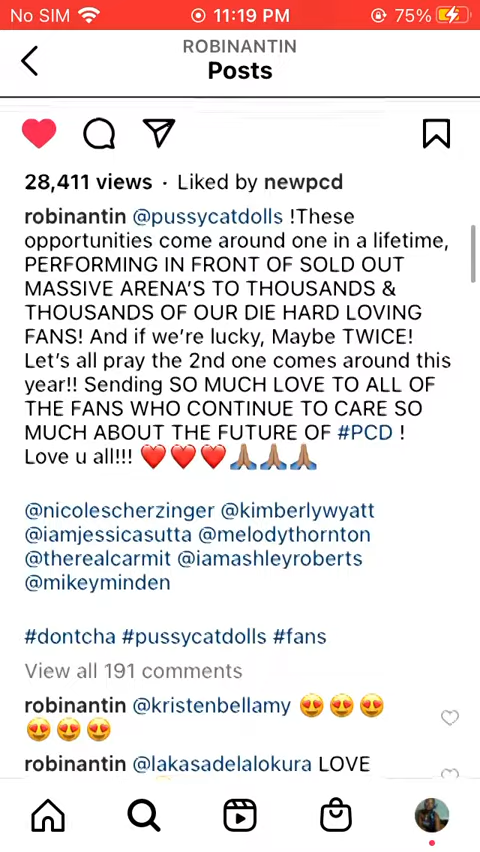 No SIM 11:19 PM 75%
ROBINANTIN
Posts
28,411 views · Liked by newpcd
robinantin @pussycatdolls !These
opportunities come around one in a lifetime,
PERFORMING IN FRONT OF SOLD OUT
MASSIVE ARENA'S TO THOUSANDS &
THOUSANDS OF OUR DIE HARD LOVING
FANS! And if we're lucky, Maybe TWICE!
Let's all pray the 2nd one comes around this
year!! Sending SO MUCH LOVE TO ALL OF
THE FANS WHO CONTINUE TO CARE SO
MUCH ABOUT THE FUTURE OF #PCD !
Love u all!!! ❤️❤️❤️🙏🏽🙏🏽🙏🏽
@nicolescherzinger @kimberlywyatt
@iamjessicasutta @melodythornton
@therealcarmit @iamashleyroberts
@mikeyminden
#dontcha #pussycatdolls #fans
View all 191 comments
robinantin @kristenbellamy 😍😍😍
😍😍😍
robinantin @lakasadelalokura LOVE